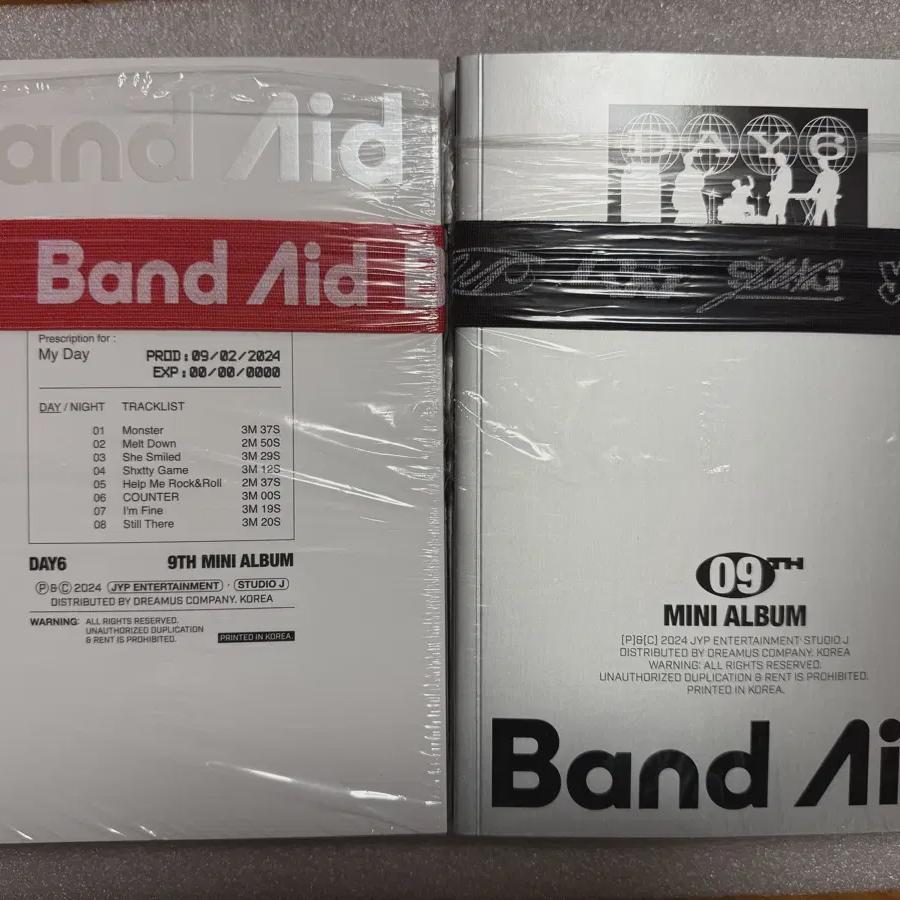 and Aid
Band Aid
Prescription for :
My Day
PROD:09/02/2024
EXP:00/00/0000
DAY / NIGHT TRACKLIST
01 Monster 3M 37S
02 Melt Down 2M 50S
03 She Smiled 3M 29S
04 Shxtty Game 3M 12S
05 Help Me Rock&Roll 2M 37S
06 COUNTER 3M 00S
07 I'm Fine 3M 19S
08 Still There 3M 20S
DAY6 9TH MINI ALBUM
Ⓟ&Ⓒ 2024 JYP ENTERTAINMENT · STUDIO J
DISTRIBUTED BY DREAMUS COMPANY. KOREA
WARNING: ALL RIGHTS RESERVED.
UNAUTHORIZED DUPLICATION
& RENT IS PROHIBITED.
PRINTED IN KOREA.
DAY6
09TH
MINI ALBUM
[P]&[C] 2024 JYP ENTERTAINMENT· STUDIO J
DISTRIBUTED BY DREAMUS COMPANY. KOREA
WARNING: ALL RIGHTS RESERVED.
UNAUTHORIZED DUPLICATION & RENT IS PROHIBITED.
PRINTED IN KOREA.
Band Ai